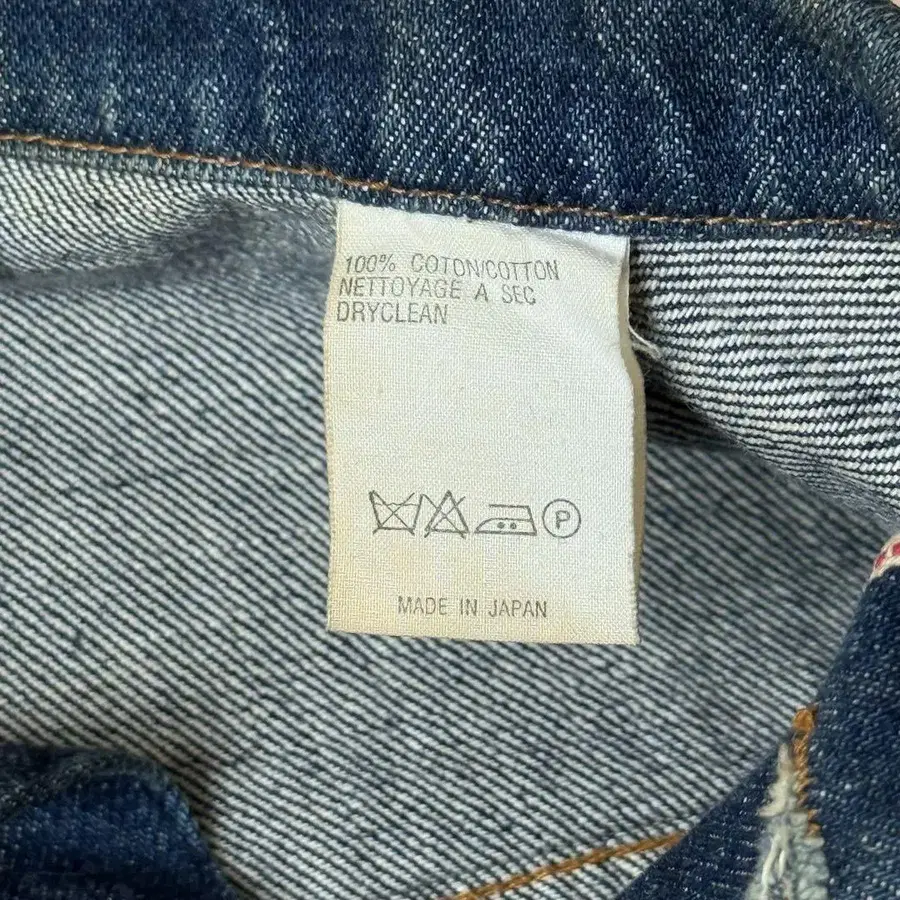 100% COTON/COTTON
NETTOYAGE A SEC
DRYCLEAN
P
MADE IN JAPAN